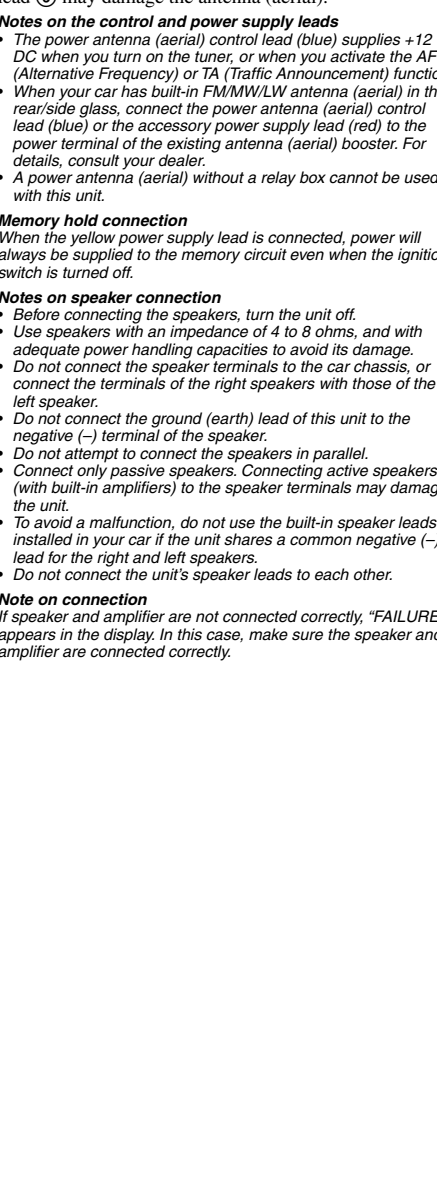 lead ③ may damage the antenna (aerial).
Notes on the control and power supply leads
• The power antenna (aerial) control lead (blue) supplies +12
DC when you turn on the tuner, or when you activate the AF
(Alternative Frequency) or TA (Traffic Announcement) functio
• When your car has built-in FM/MW/LW antenna (aerial) in th
rear/side glass, connect the power antenna (aerial) control
lead (blue) or the accessory power supply lead (red) to the
power terminal of the existing antenna (aerial) booster. For
details, consult your dealer.
• A power antenna (aerial) without a relay box cannot be used
with this unit.
Memory hold connection
When the yellow power supply lead is connected, power will
always be supplied to the memory circuit even when the ignitio
switch is turned off.
Notes on speaker connection
• Before connecting the speakers, turn the unit off.
• Use speakers with an impedance of 4 to 8 ohms, and with
adequate power handling capacities to avoid its damage.
• Do not connect the speaker terminals to the car chassis, or
connect the terminals of the right speakers with those of the
left speaker.
• Do not connect the ground (earth) lead of this unit to the
negative (–) terminal of the speaker.
• Do not attempt to connect the speakers in parallel.
• Connect only passive speakers. Connecting active speakers
(with built-in amplifiers) to the speaker terminals may damag
the unit.
• To avoid a malfunction, do not use the built-in speaker leads
installed in your car if the unit shares a common negative (–)
lead for the right and left speakers.
• Do not connect the unit’s speaker leads to each other.
Note on connection
If speaker and amplifier are not connected correctly, “FAILURE
appears in the display. In this case, make sure the speaker and
amplifier are connected correctly.